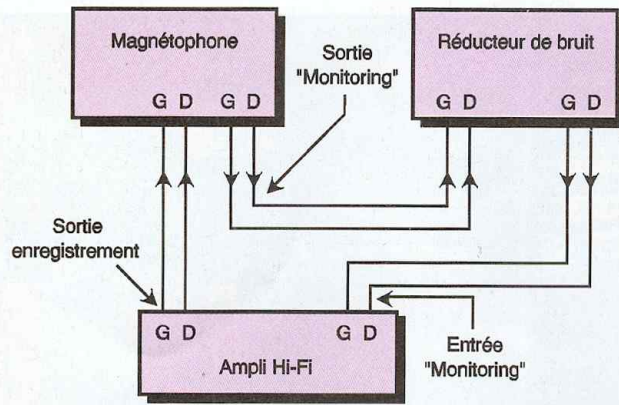 Magnétophone
G D G D
Sortie
"Monitoring"
Réducteur de bruit
G D G D
Sortie
enregistrement
G D G D
Ampli Hi-Fi
Entrée
"Monitoring"